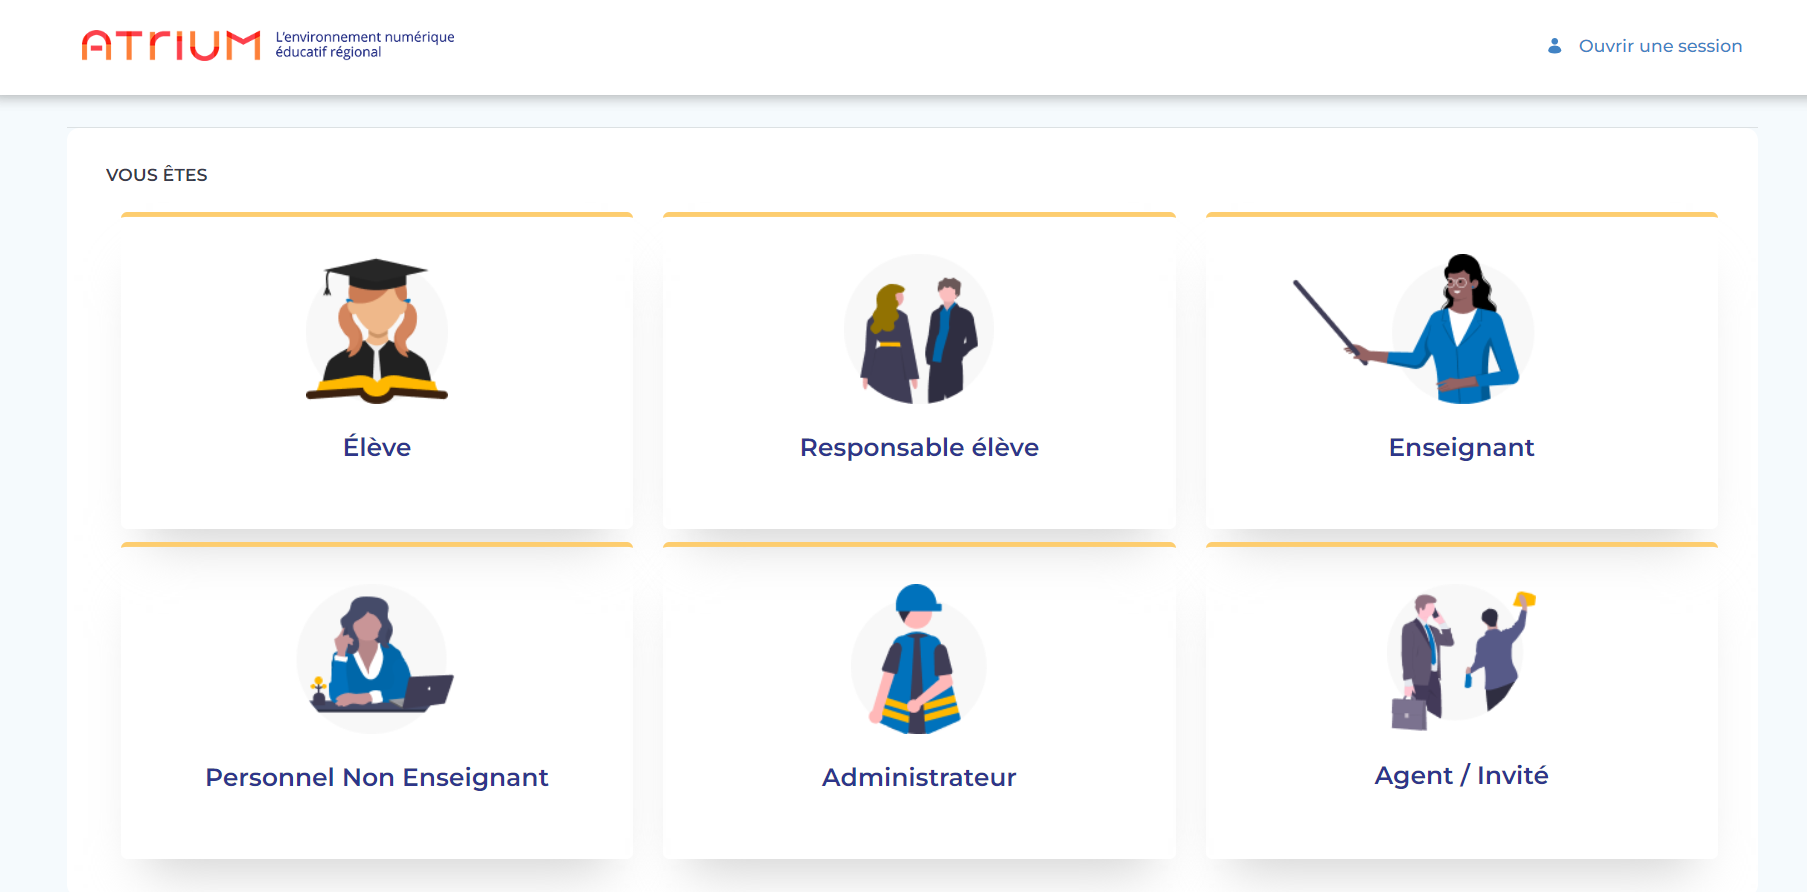 ATRIUM
L'environnement numérique
éducatif régional
Ouvrir une session
VOUS ÊTES
Élève
Responsable élève
Enseignant
Personnel Non Enseignant
Administrateur
Agent / Invité